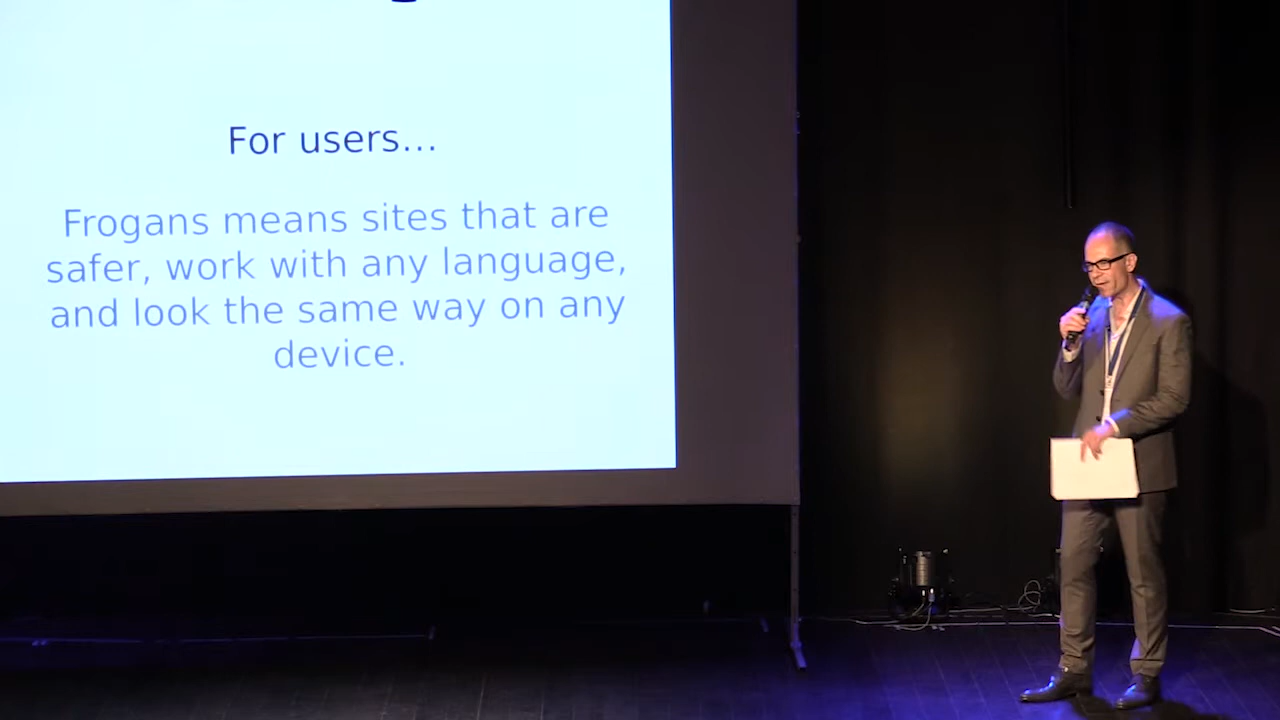 For users...
Frogans means sites that are
safer, work with any language,
and look the same way on any
device.